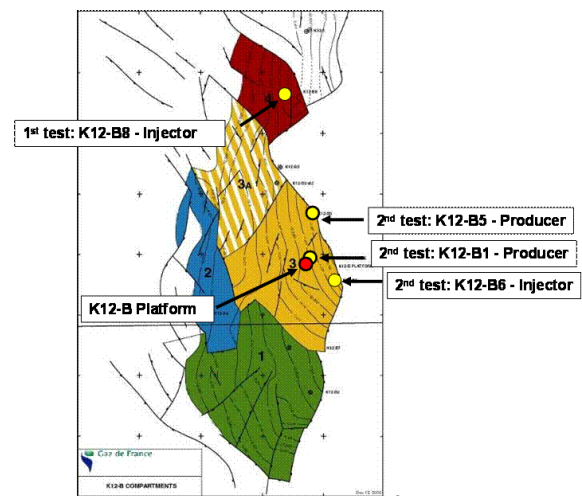 1st test: K12-B8 - Injector
4
3A
2nd test: K12-B5 - Producer
2nd test: K12-B1 - Producer
3
2
2nd test: K12-B6 - Injector
K12-B Platform
1
Gaz de France
K12-B COMPARTMENTS